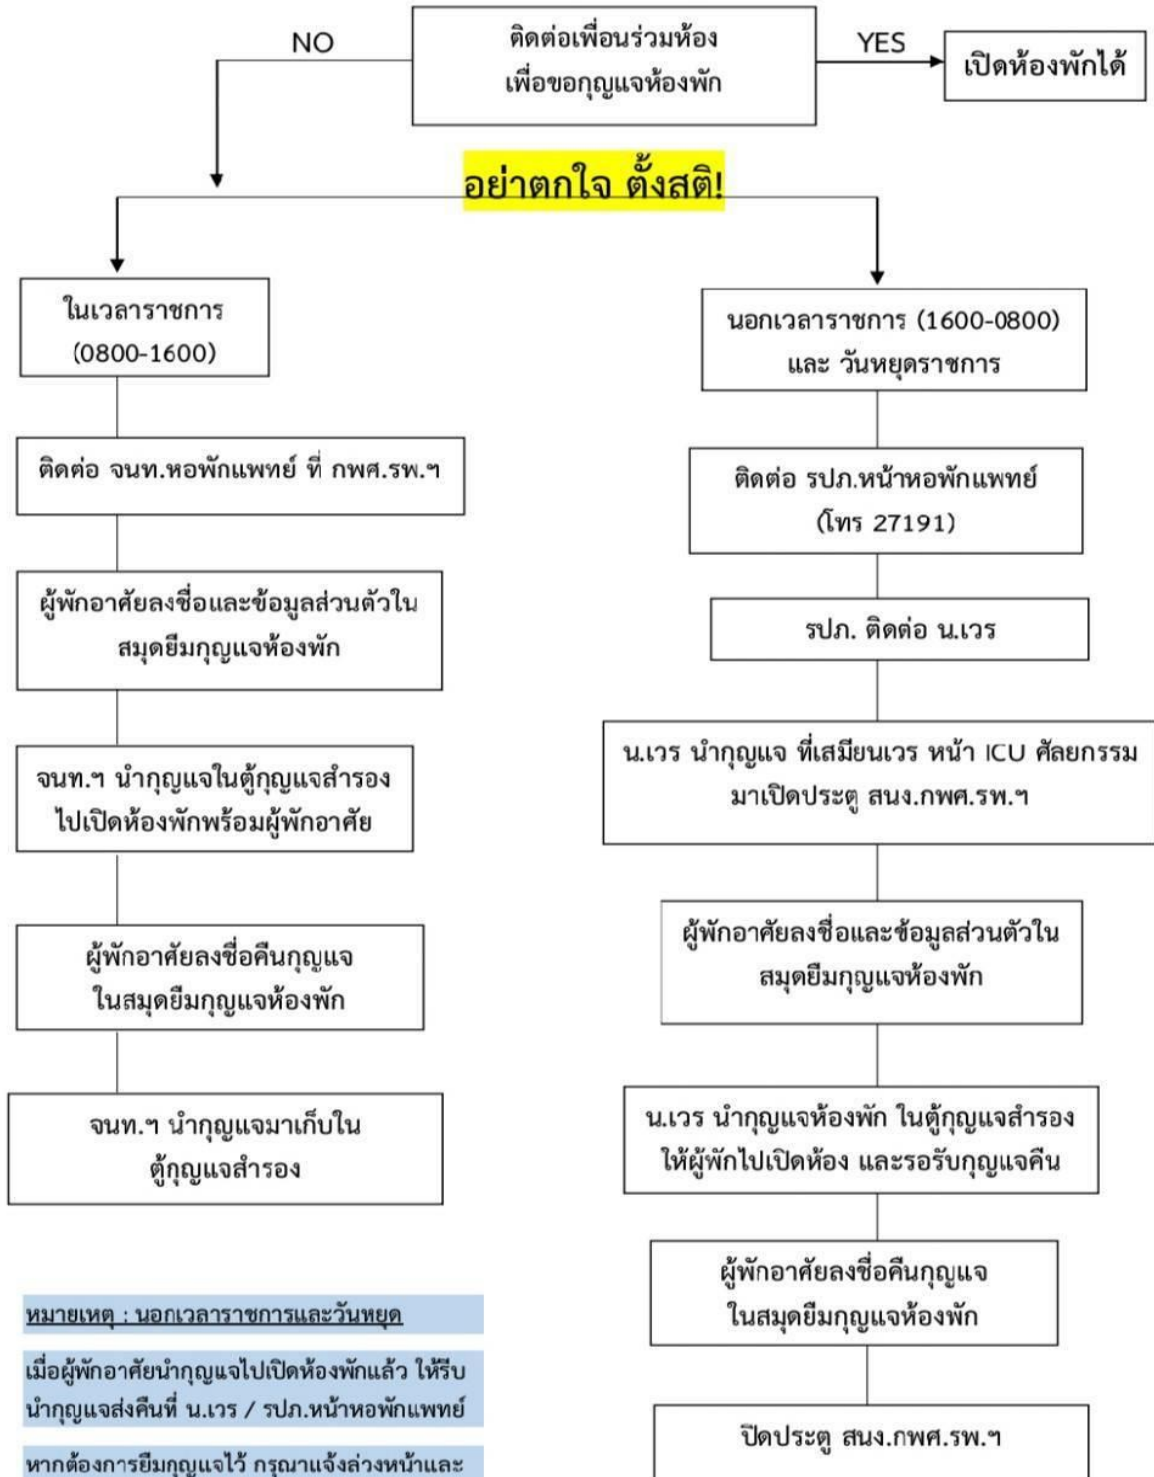 ติดต่อเพื่อนร่วมห้อง
เพื่อขอกุญแจห้องพัก
NO
YES
เปิดห้องพักได้
อย่าตกใจ ตั้งสติ!
ในเวลาราชการ
(0800-1600)
ติดต่อ จนท.หอพักแพทย์ ที่ กพศ.รพ.ฯ
ผู้พักอาศัยลงชื่อและข้อมูลส่วนตัวใน
สมุดยืมกุญแจห้องพัก
จนท.ฯ นำกุญแจในตู้กุญแจสำรอง
ไปเปิดห้องพักพร้อมผู้พักอาศัย
ผู้พักอาศัยลงชื่อคืนกุญแจ
ในสมุดยืมกุญแจห้องพัก
จนท.ฯ นำกุญแจมาเก็บใน
ตู้กุญแจสำรอง
นอกเวลาราชการ (1600-0800)
และ วันหยุดราชการ
ติดต่อ รปภ.หน้าหอพักแพทย์
(โทร 27191)
รปภ. ติดต่อ น.เวร
น.เวร นำกุญแจ ที่เสมียนเวร หน้า ICU ศัลยกรรม
มาเปิดประตู สนง.กพศ.รพ.ฯ
ผู้พักอาศัยลงชื่อและข้อมูลส่วนตัวใน
สมุดยืมกุญแจห้องพัก
น.เวร นำกุญแจห้องพัก ในตู้กุญแจสำรอง
ให้ผู้พักไปเปิดห้อง และรอรับกุญแจคืน
ผู้พักอาศัยลงชื่อคืนกุญแจ
ในสมุดยืมกุญแจห้องพัก
ปิดประตู สนง.กพศ.รพ.ฯ
หมายเหตุ : นอกเวลาราชการและวันหยุด
เมื่อผู้พักอาศัยนำกุญแจไปเปิดห้องพักแล้ว ให้รีบ
นำกุญแจส่งคืนที่ น.เวร / รปภ.หน้าหอพักแพทย์
หากต้องการยืมกุญแจไว้ กรุณาแจ้งล่วงหน้าและ